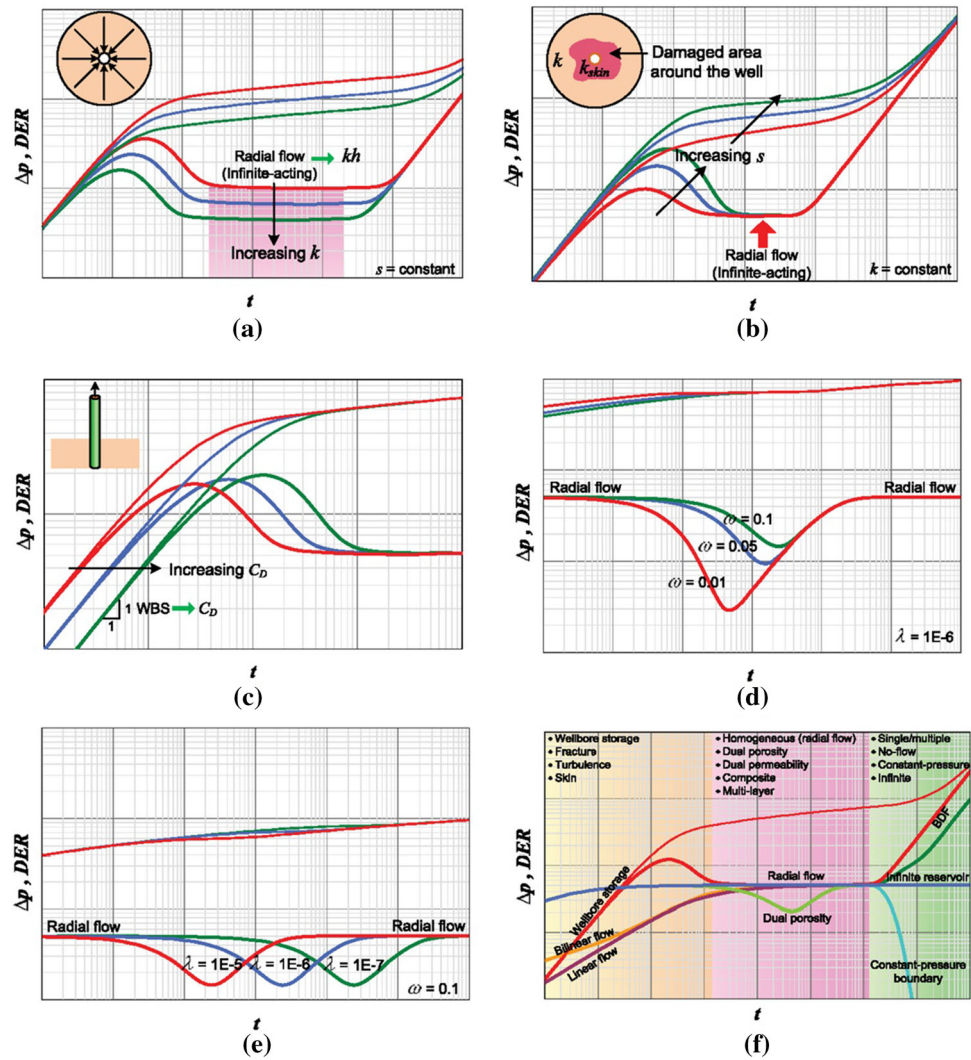 Δp , DER
Radial flow → kh
(Infinite-acting)
Increasing k
s = constant
t
(a)
Δp , DER
k
k skin
Damaged area
around the well
Increasing s
Radial flow
(Infinite-acting)
k = constant
t
(b)
Δp , DER
Increasing C D
1 WBS → C D
1
t
(c)
Δp , DER
Radial flow
Radial flow
ω = 0.1
ω = 0.05
ω = 0.01
λ = 1E-6
t
(d)
Δp , DER
Radial flow
Radial flow
λ = 1E-5
λ = 1E-6
λ = 1E-7
ω = 0.1
t
(e)
Δp , DER
• Wellbore storage
• Fracture
• Turbulence
• Skin
• Homogeneous (radial flow)
• Dual porosity
• Dual permeability
• Composite
• Multi-layer
• Single/multiple
• No-flow
• Constant-pressure
• Infinite
Wellbore storage
Bilinear flow
Linear flow
Radial flow
Dual porosity
BDF
Infinite reservoir
Constant-pressure
boundary
t
(f)